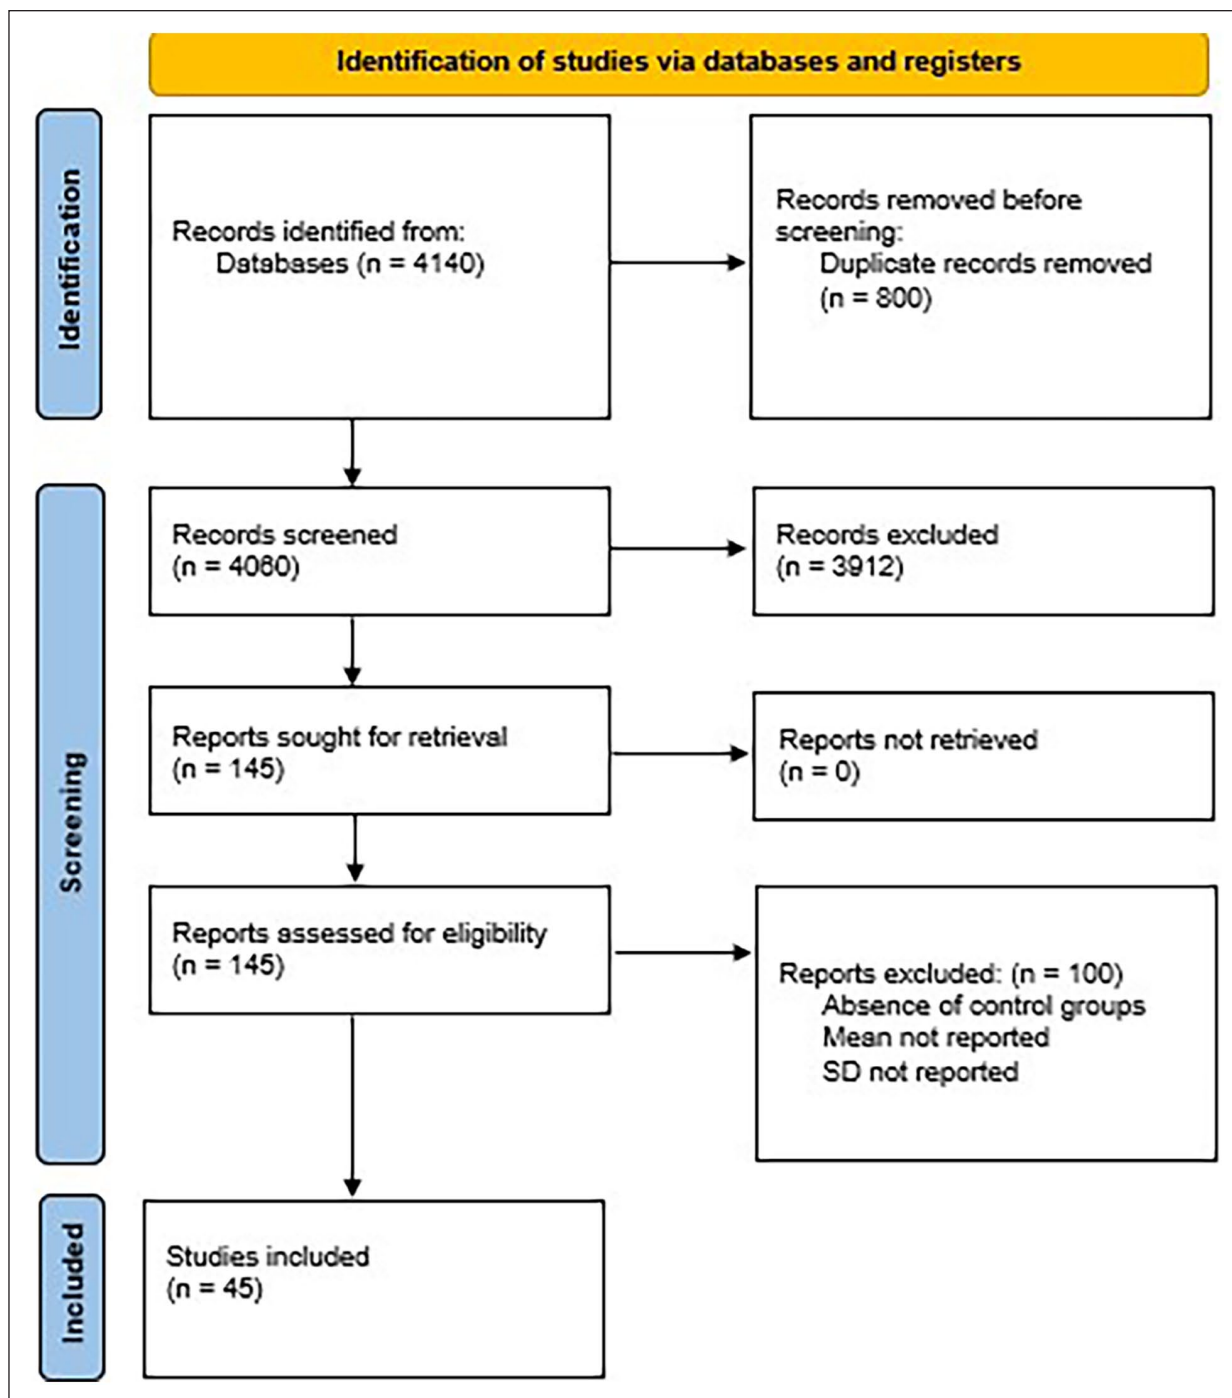 Identification of studies via databases and registers
Identification
Records identified from:
Databases (n = 4140)
Records removed before
screening:
Duplicate records removed
(n = 800)
Screening
Records screened
(n = 4060)
Records excluded
(n = 3912)
Reports sought for retrieval
(n = 145)
Reports not retrieved
(n = 0)
Reports assessed for eligibility
(n = 145)
Reports excluded: (n = 100)
Absence of control groups
Mean not reported
SD not reported
Included
Studies included
(n = 45)